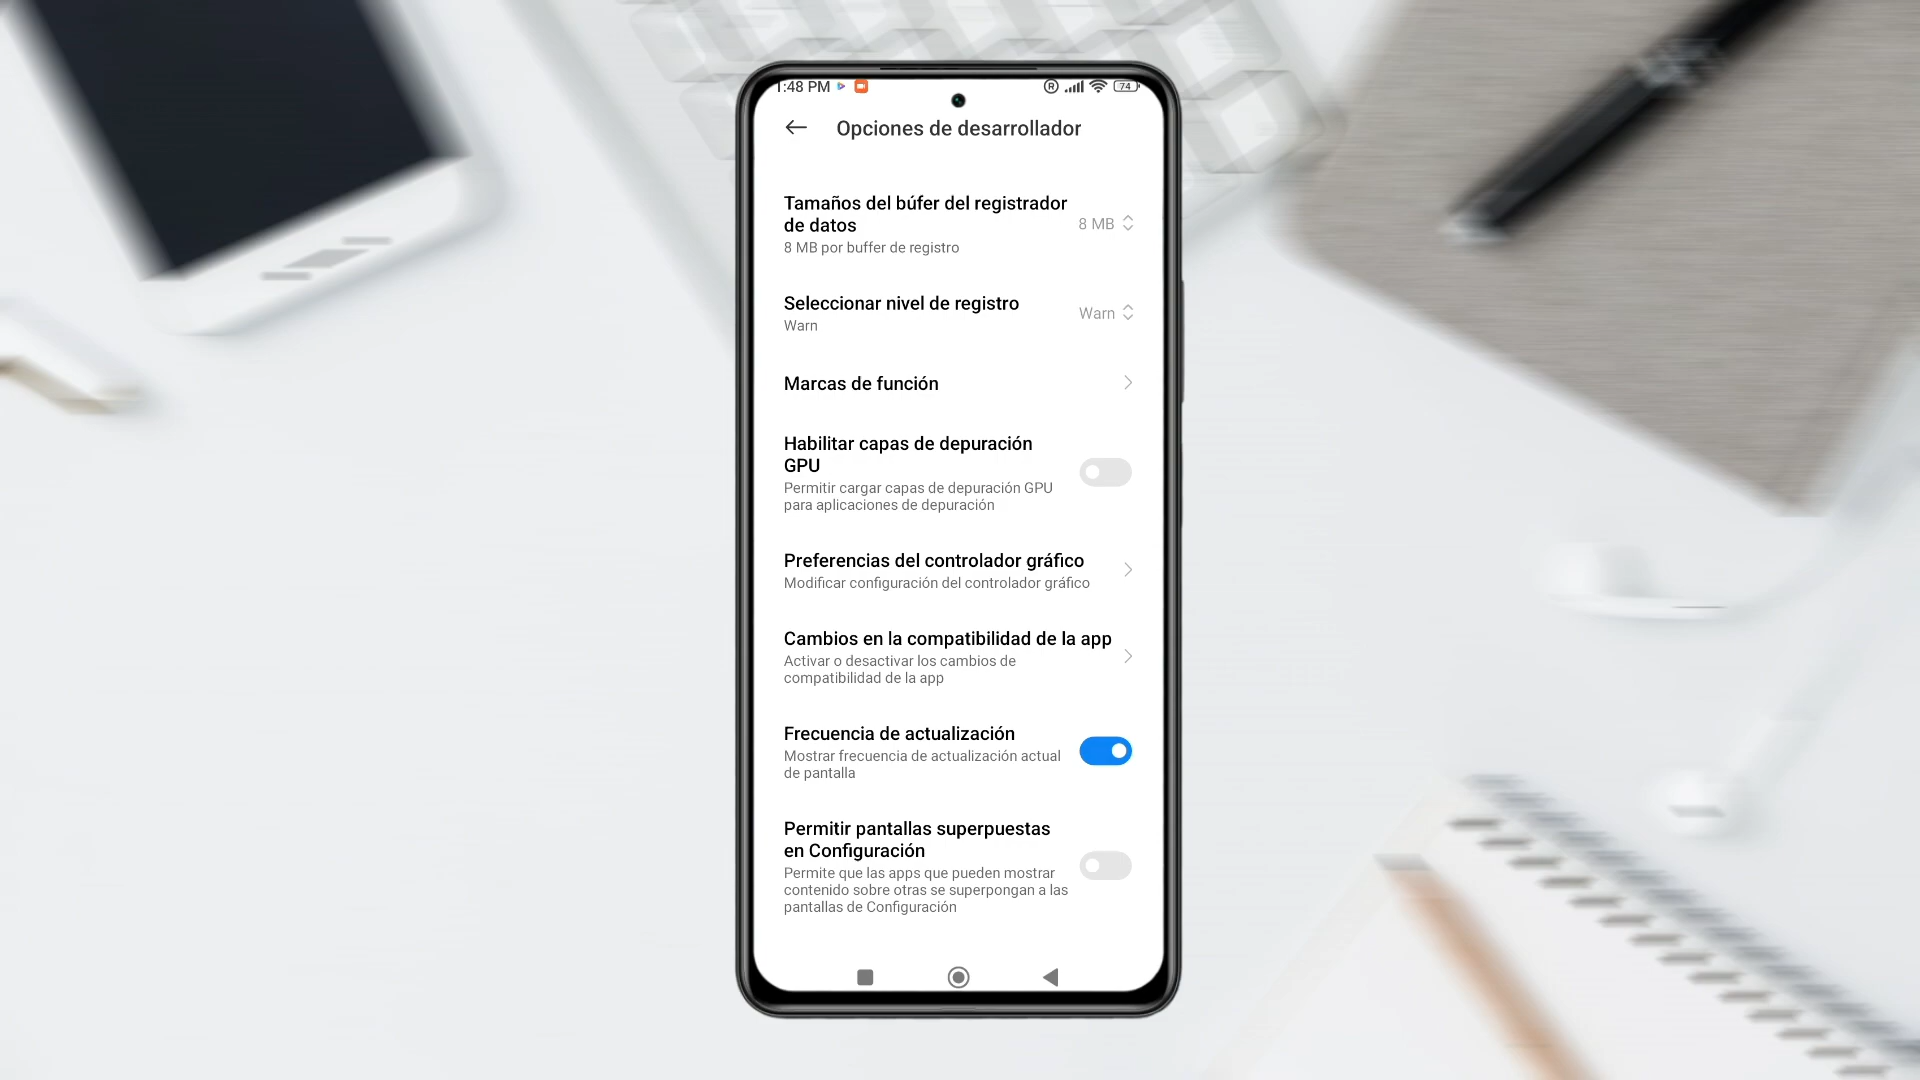 1:48 PM
R
74
Opciones de desarrollador
Tamaños del búfer del registrador
de datos
8 MB por buffer de registro
8 MB
Seleccionar nivel de registro
Warn
Warn
Marcas de función
Habilitar capas de depuración
GPU
Permitir cargar capas de depuración GPU
para aplicaciones de depuración
Preferencias del controlador gráfico
Modificar configuración del controlador gráfico
Cambios en la compatibilidad de la app
Activar o desactivar los cambios de
compatibilidad de la app
Frecuencia de actualización
Mostrar frecuencia de actualización actual
de pantalla
Permitir pantallas superpuestas
en Configuración
Permite que las apps que pueden mostrar
contenido sobre otras se superpongan a las
pantallas de Configuración